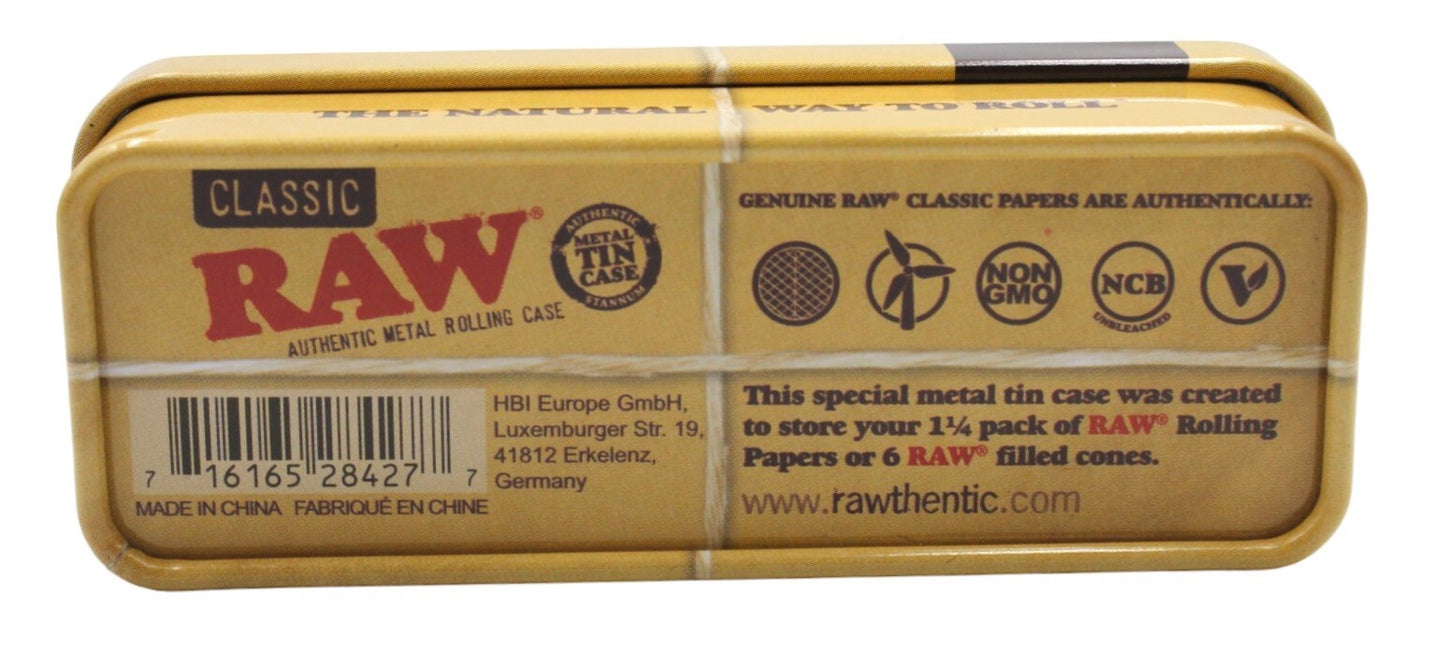 THE NATURAL WAY TO ROLL
CLASSIC
RAW®
AUTHENTIC METAL ROLLING CASE
AUTHENTIC
METAL
TIN
CASE
STANNUM
GENUINE RAW® CLASSIC PAPERS ARE AUTHENTICALLY:
NON
GMO
NCB
UNBLEACHED
V
7 16165 28427 7
MADE IN CHINA FABRIQUÉ EN CHINE
HBI Europe GmbH,
Luxemburger Str. 19,
41812 Erkelenz,
Germany
This special metal tin case was created
to store your 1¼ pack of RAW® Rolling
Papers or 6 RAW® filled cones.
www.rawthentic.com